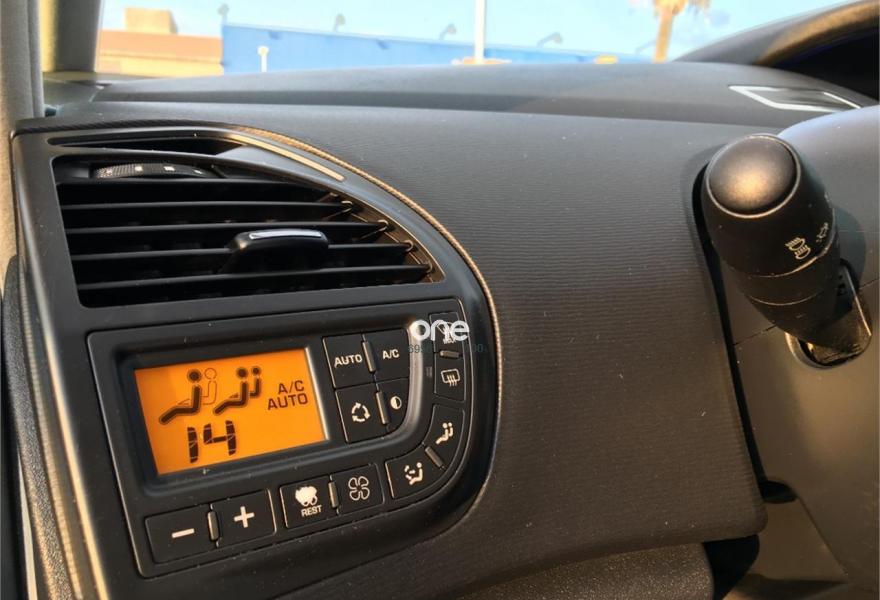 one
AUTO
A/C
A/C
AUTO
14
− +
REST